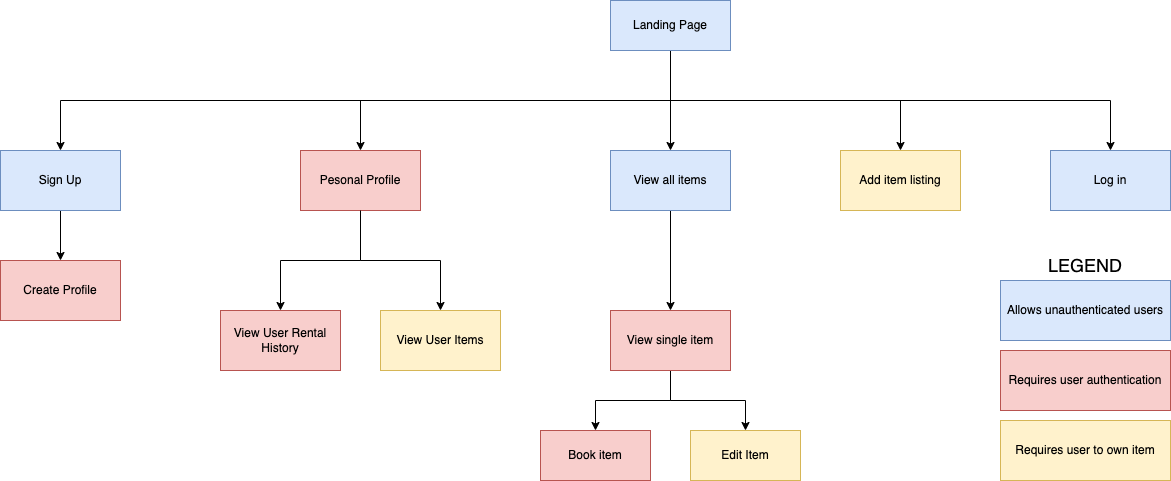 Landing Page
Sign Up
Pesonal Profile
View all items
Add item listing
Log in
Create Profile
View User Rental
History
View User Items
View single item
Book item
Edit Item
LEGEND
Allows unauthenticated users
Requires user authentication
Requires user to own item